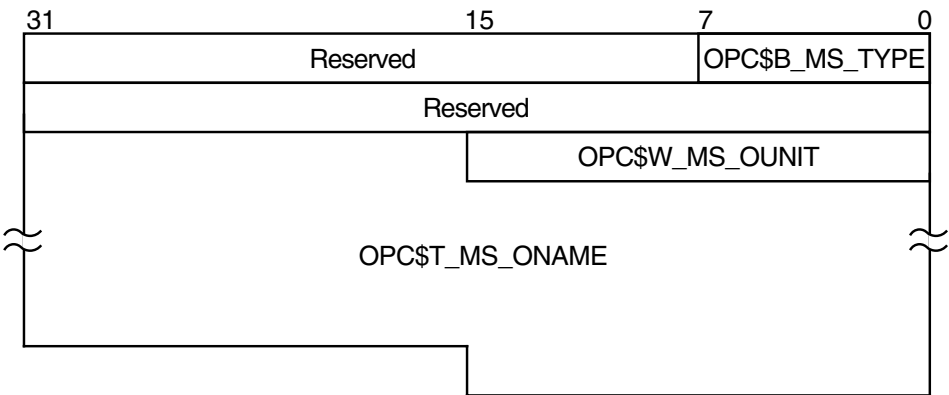 31 15 7 0
Reserved OPC$B_MS_TYPE
Reserved
OPC$W_MS_OUNIT
OPC$T_MS_ONAME